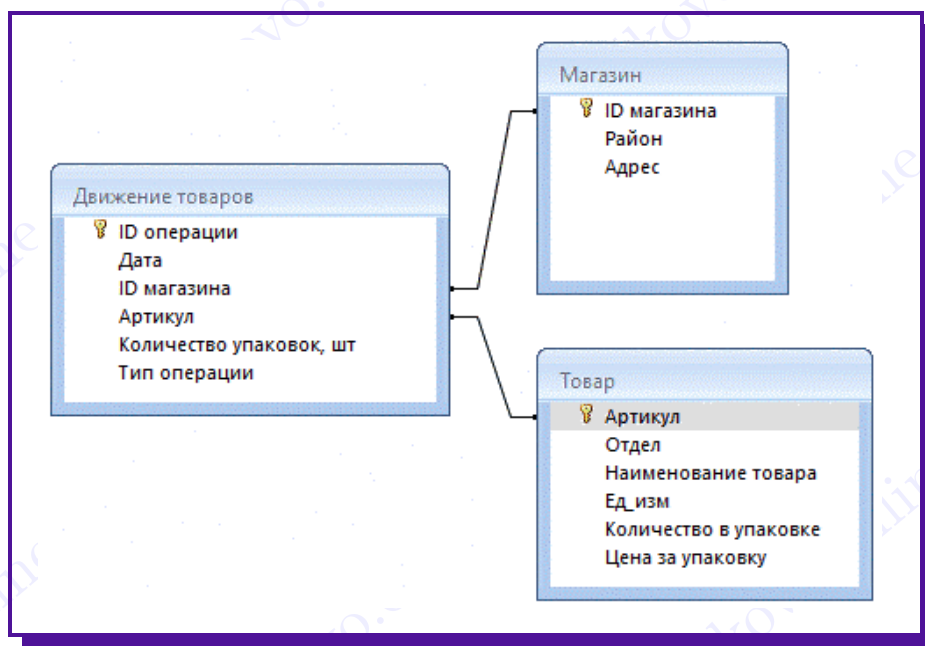 Магазин
ID магазина
Район
Адрес
Движение товаров
ID операции
Дата
ID магазина
Артикул
Количество упаковок, шт
Тип операции
Товар
Артикул
Отдел
Наименование товара
Ед_изм
Количество в упаковке
Цена за упаковку